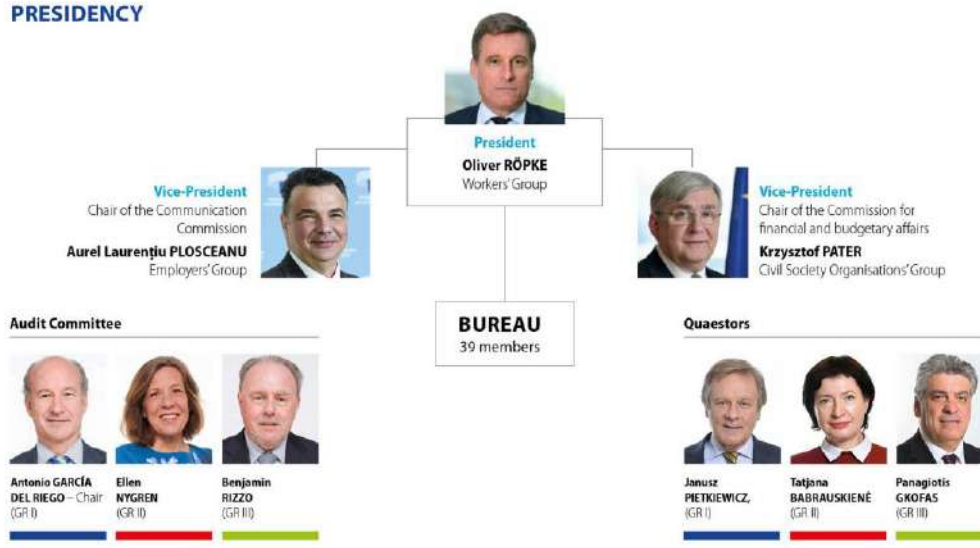 PRESIDENCY
President
Oliver RÖPKE
Workers' Group
Vice-President
Chair of the Communication
Commission
Aurel Laurențiu PLOSCEANU
Employers' Group
Vice-President
Chair of the Commission for
financial and budgetary affairs
Krzysztof PATER
Civil Society Organisations' Group
BUREAU
39 members
Audit Committee
Antonio GARCÍA
DEL RIEGO – Chair
(GR I)
Ellen
NYGREN
(GR II)
Benjamin
RIZZO
(GR III)
Quaestors
Janusz
PIETKIEWICZ,
(GR I)
Tatjana
BABRAUSKIENĖ
(GR II)
Panagiotis
GKOFAS
(GR III)